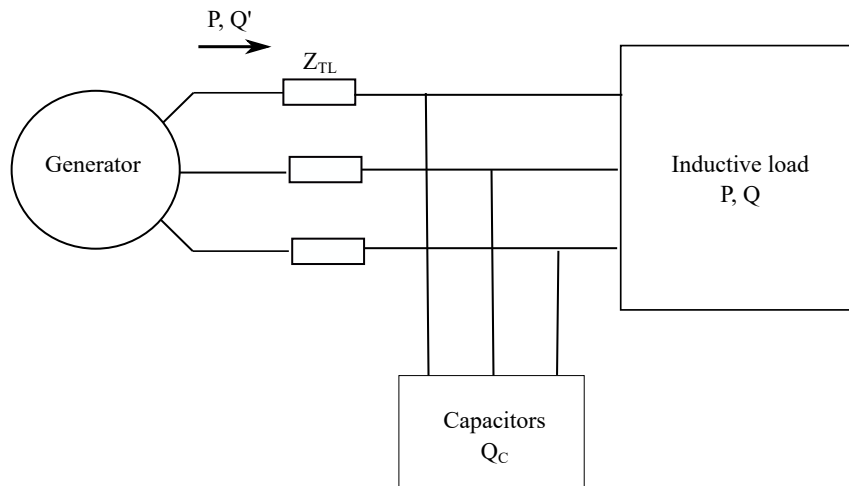 P, Q'
Z_TL
Generator
Inductive load
P, Q
Capacitors
Q_C